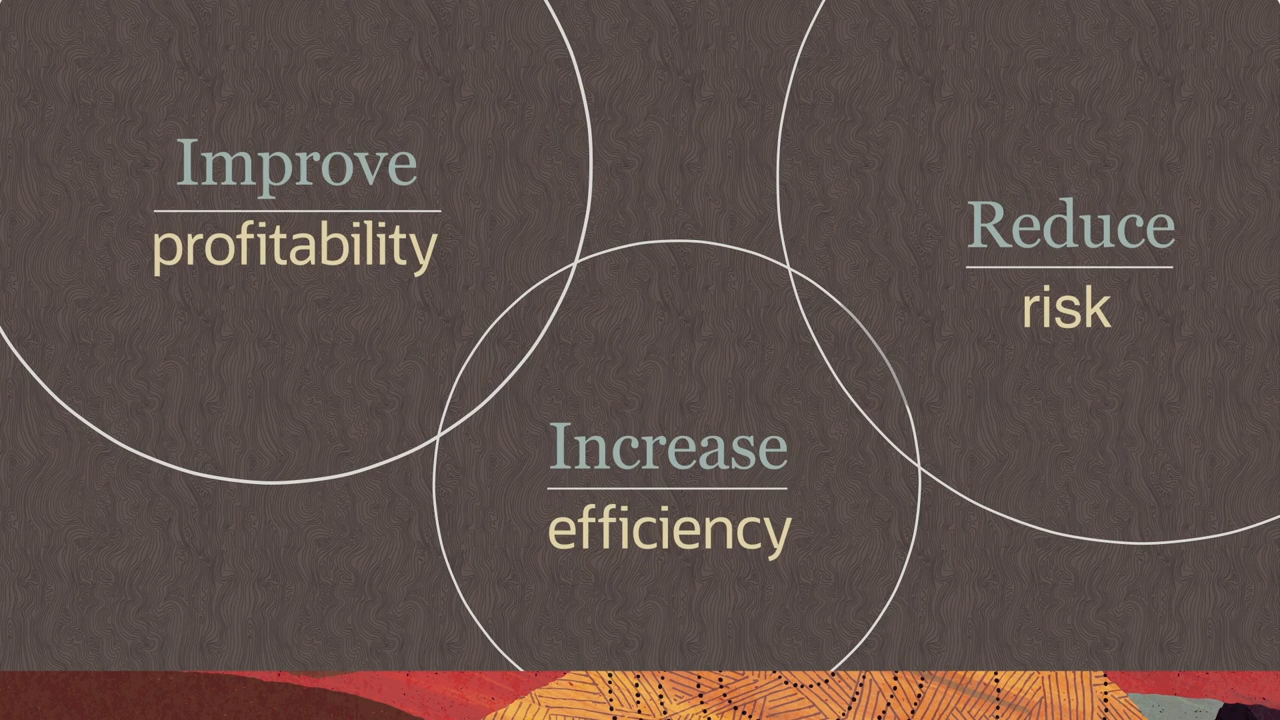 Improve
profitability
Reduce
risk
Increase
efficiency